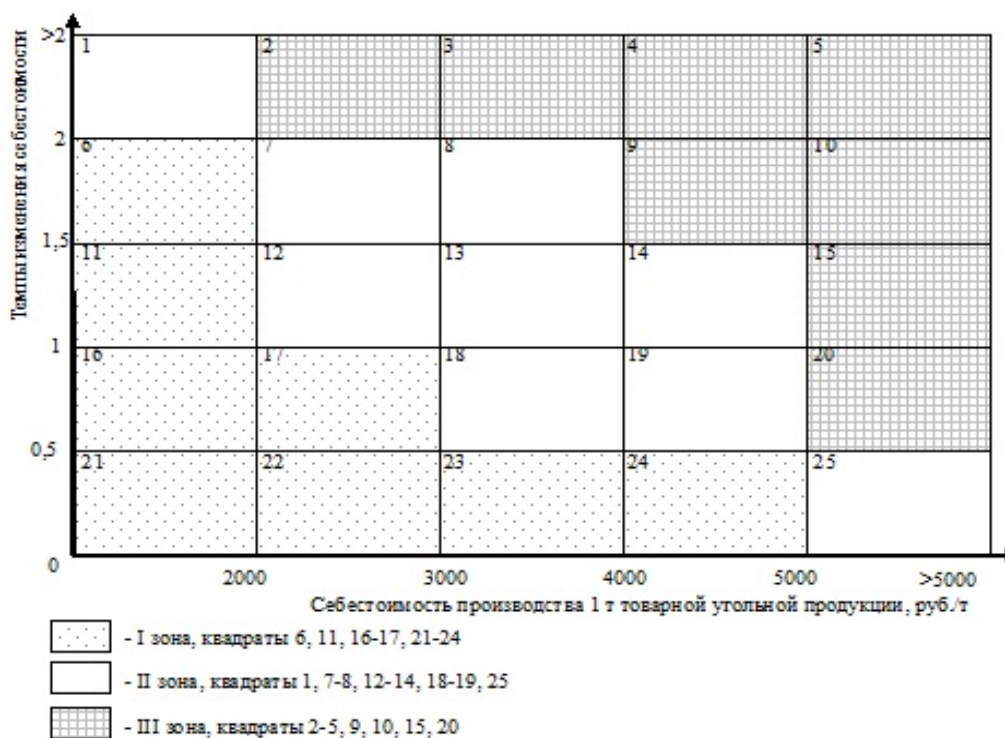 Темпы изменения себестоимости
>2
1 2 3 4 5
2
6 7 8 9 10
1,5
11 12 13 14 15
1
16 17 18 19 20
0,5
21 22 23 24 25
0
2000 3000 4000 5000 >5000
Себестоимость производства 1 т товарной угольной продукции, руб./т
- I зона, квадраты 6, 11, 16-17, 21-24
- II зона, квадраты 1, 7-8, 12-14, 18-19, 25
- III зона, квадраты 2-5, 9, 10, 15, 20